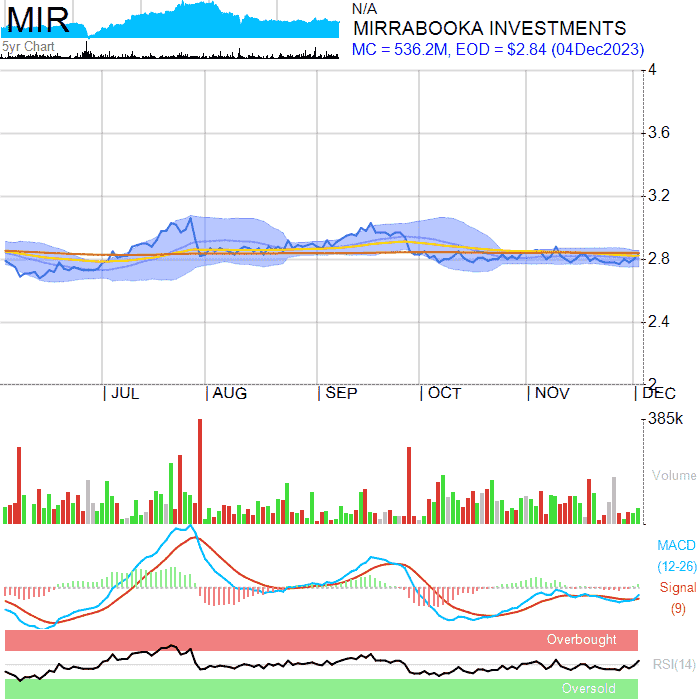 MIR
5yr Chart
N/A
MIRRABOOKA INVESTMENTS
MC = 536.2M, EOD = $2.84 (04Dec2023)
4
3.6
3.2
2.8
2.4
2
| JUL
| AUG
| SEP
| OCT
| NOV
| DEC
385k
Volume
MACD
(12-26)
Signal
(9)
Overbought
RSI(14)
Oversold